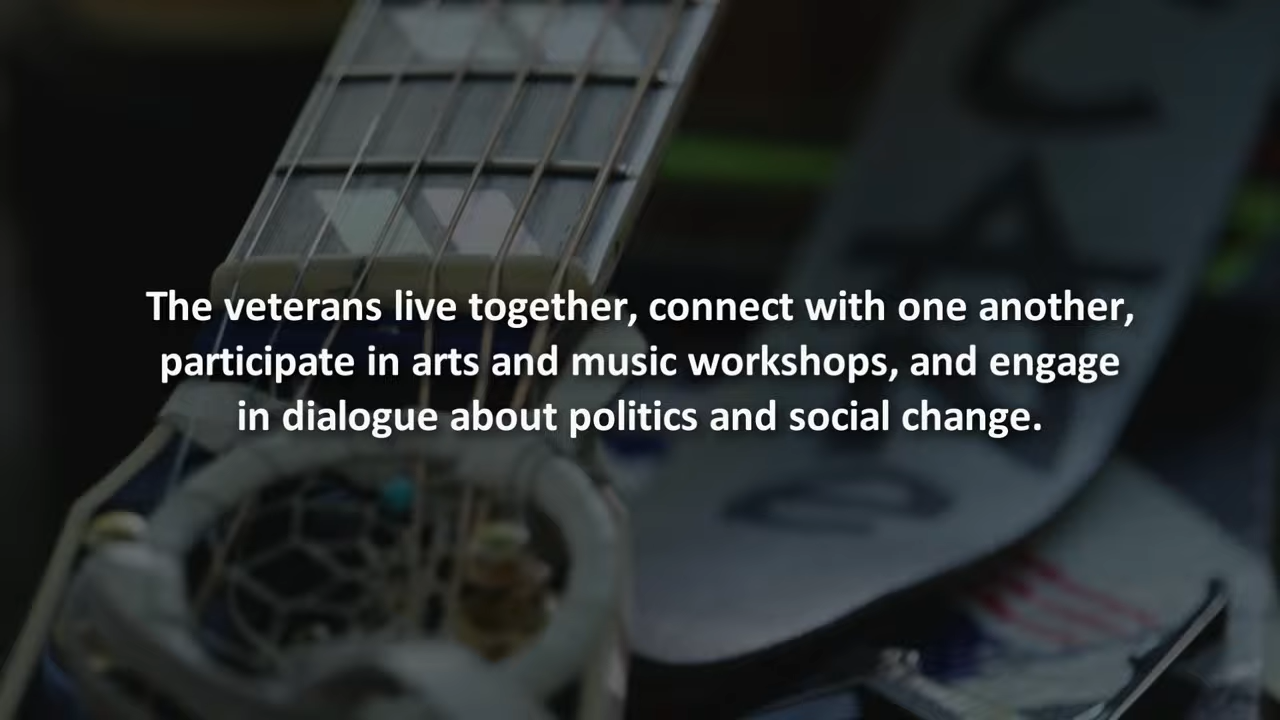 The veterans live together, connect with one another,
participate in arts and music workshops, and engage
in dialogue about politics and social change.